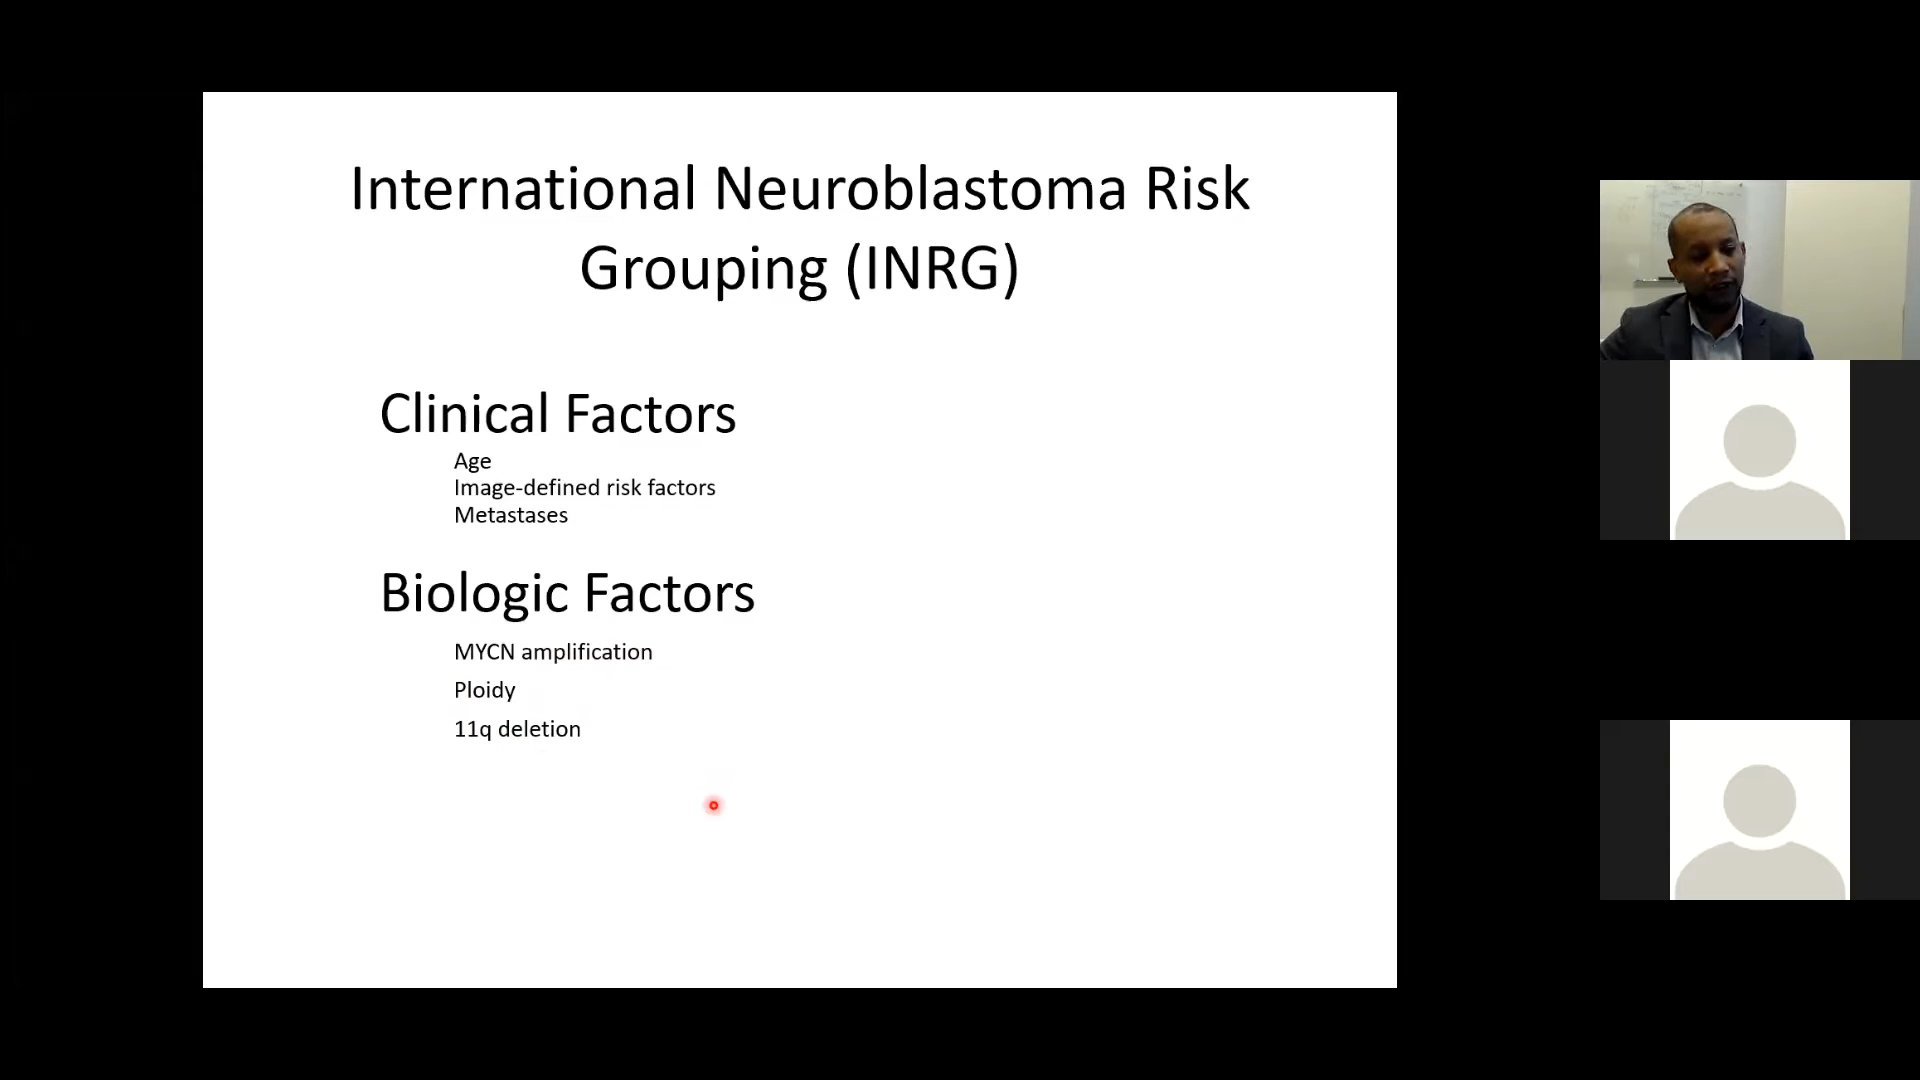 International Neuroblastoma Risk
Grouping (INRG)
Clinical Factors
Age
Image-defined risk factors
Metastases
Biologic Factors
MYCN amplification
Ploidy
11q deletion